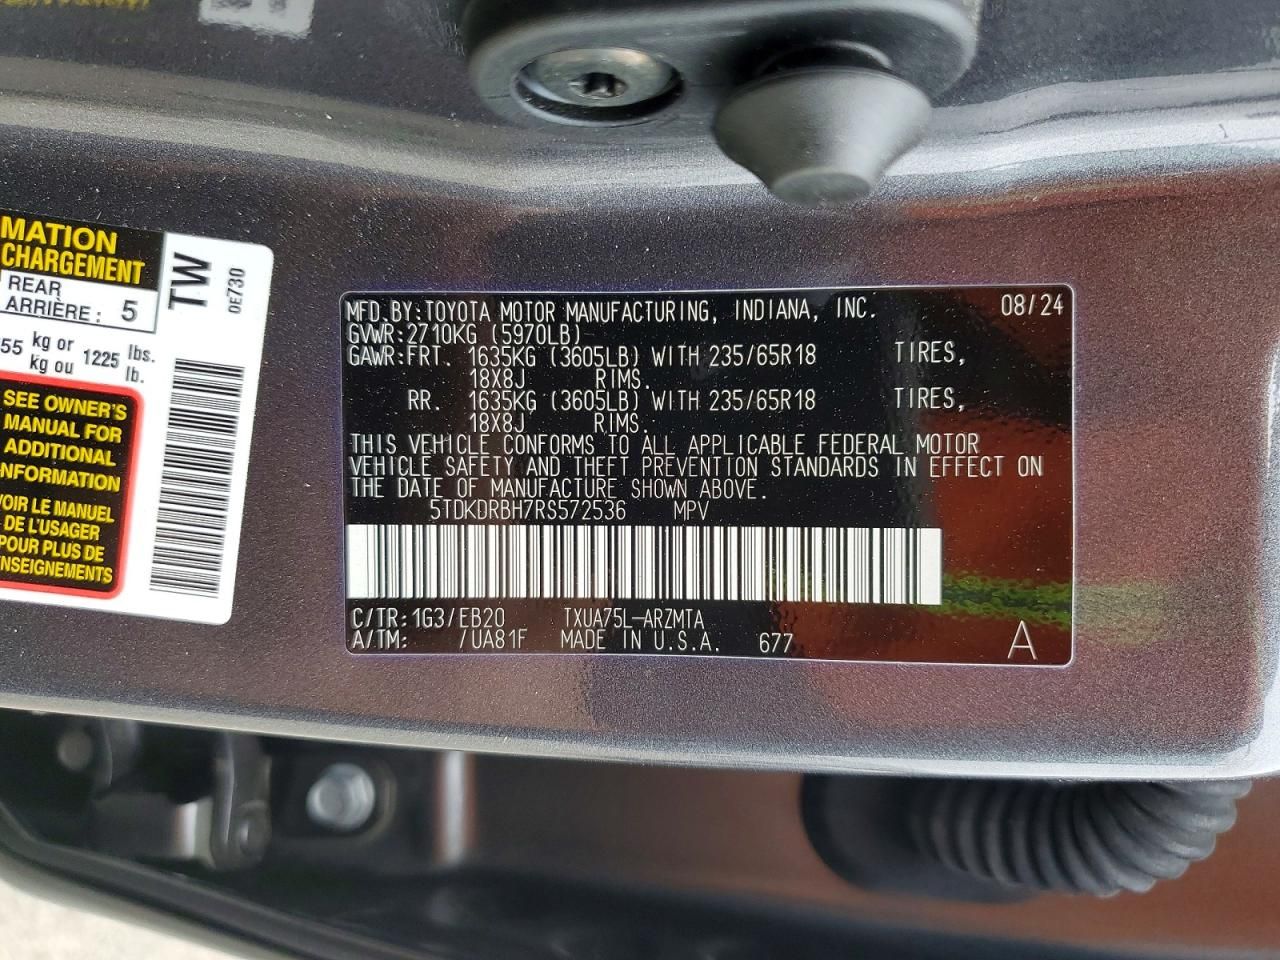 MATION
CHARGEMENT
REAR
ARRIÈRE : 5
55 kg or 1225 lbs.
kg ou lb.
SEE OWNER'S
MANUAL FOR
ADDITIONAL
NFORMATION
VOIR LE MANUEL
DE L'USAGER
POUR PLUS DE
NSEIGNEMENTS
TW
0E730
MFD.BY:TOYOTA MOTOR MANUFACTURING, INDIANA, INC. 08/24
GVWR:2710KG (5970LB)
GAWR:FRT. 1635KG (3605LB) WITH 235/65R18 TIRES,
18X8J RIMS.
RR. 1635KG (3605LB) WITH 235/65R18 TIRES,
18X8J RIMS.
THIS VEHICLE CONFORMS TO ALL APPLICABLE FEDERAL MOTOR
VEHICLE SAFETY AND THEFT PREVENTION STANDARDS IN EFFECT ON
THE DATE OF MANUFACTURE SHOWN ABOVE.
5TDKDRBH7RS572536 MPV
C/TR:1G3/EB20 TXUA75L-ARZMTA
A/TM: /UA81F MADE IN U.S.A. 677 A